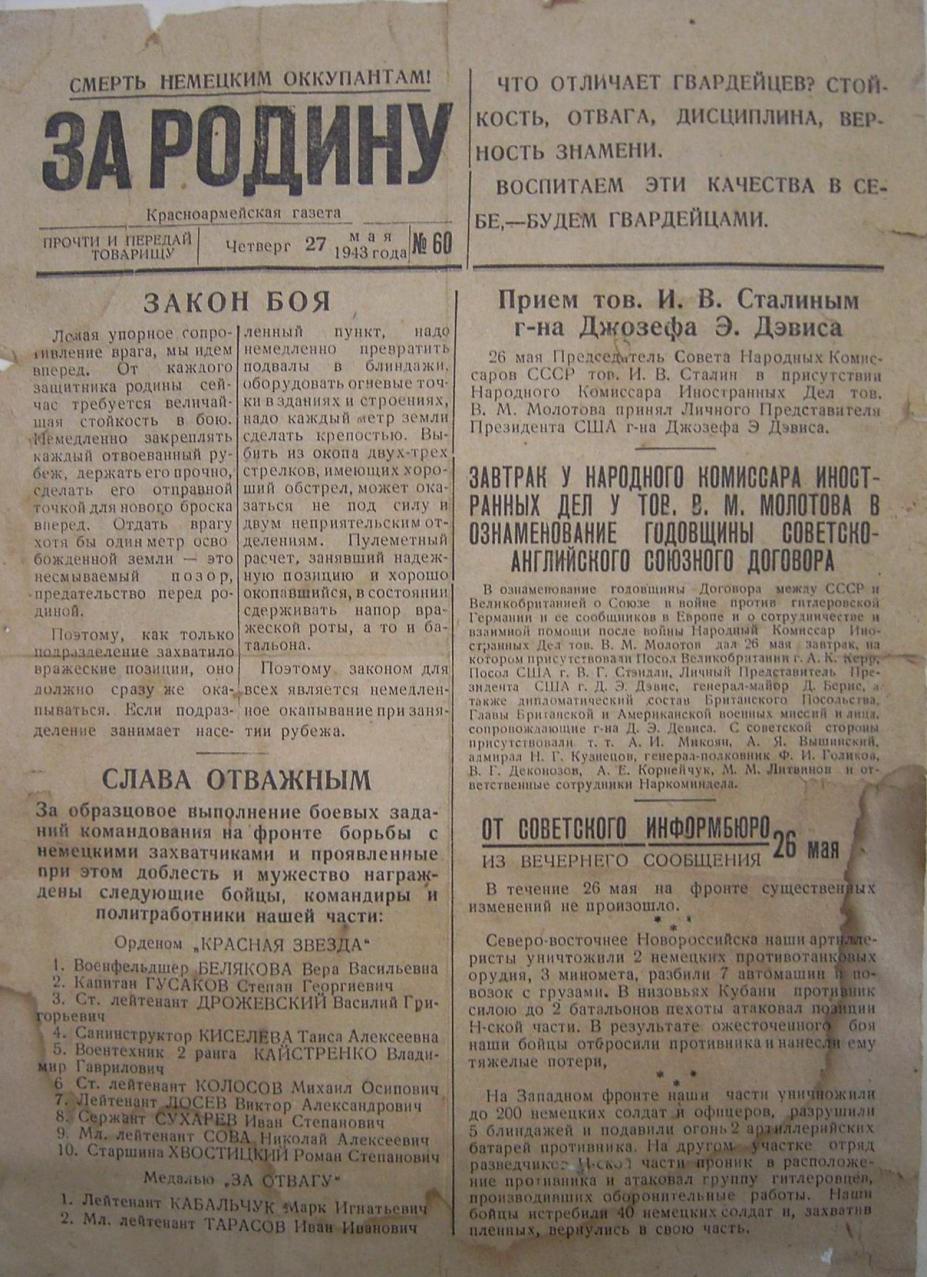 СМЕРТЬ НЕМЕЦКИМ ОККУПАНТАМ!
ЗА РОДИНУ
Красноармейская газета
ПРОЧТИ И ПЕРЕДАЙ
ТОВАРИЩУ
Четверг 27 мая
1943 года
№ 60
ЧТО ОТЛИЧАЕТ ГВАРДЕЙЦЕВ? СТОЙ-
КОСТЬ, ОТВАГА, ДИСЦИПЛИНА, ВЕР-
НОСТЬ ЗНАМЕНИ.
ВОСПИТАЕМ ЭТИ КАЧЕСТВА В СЕ-
БЕ,—БУДЕМ ГВАРДЕЙЦАМИ.
ЗАКОН БОЯ
Ломая упорное сопро-
тивление врага, мы идем
вперед. От каждого
защитника родины сей-
час требуется величай-
шая стойкость в бою.
Немедленно закреплять
каждый отвоеванный ру-
беж, держать его прочно,
сделать его отправной
точкой для нового броска
вперед. Отдать врагу
хотя бы один метр осво
божденной земли — это
несмываемый позор,
предательство перед ро-
диной.
Поэтому, как только
подразделение захватило
вражеские позиции, оно
должно сразу же ока-
пываться. Если подраз-
деление занимает насе-
ленный пункт, надо
немедленно превратить
подвалы в блиндажи,
оборудовать огневые точ-
ки в зданиях и строениях,
надо каждый метр земли
сделать крепостью. Вы-
бить из окопа двух-трех
стрелков, имеющих хоро-
ший обстрел, может ока-
заться не под силу и
двум неприятельским от-
делениям. Пулеметный
расчет, занявший надеж-
ную позицию и хорошо
окопавшийся, в состоянии
сдерживать напор вра-
жеской роты, а то и ба-
тальона.
Поэтому законом для
всех является немедлен-
ное окапывание при заня-
тии рубежа.
СЛАВА ОТВАЖНЫМ
За образцовое выполнение боевых зада-
ний командования на фронте борьбы с
немецкими захватчиками и проявленные
при этом доблесть и мужество награж-
дены следующие бойцы, командиры и
политработники нашей части:
Орденом „КРАСНАЯ ЗВЕЗДА"
1. Военфельдшер БЕЛЯКОВА Вера Васильевна
2. Капитан ГУСАКОВ Степан Георгиевич
3. Ст. лейтенант ДРОЖЕВСКИЙ Василий Гри-
горьевич
4. Санинструктор КИСЕЛЕВА Таиса Алексеевна
5. Воентехник 2 ранга КАЙСТРЕНКО Влади-
мир Гаврилович
6 Ст. лейтенант КОЛОСОВ Михаил Осипович
7. Лейтенант ЛОСЕВ Виктор Александрович
8. Сержант СУХАРЕВ Иван Степанович
9. Мл. лейтенант СОВА Николай Алексеевич
10. Старшина ХВОСТИЦКИЙ Роман Степанович
Медалью „ЗА ОТВАГУ"
1. Лейтенант КАБАЛЬЧУК Марк Игнатьевич
2. Мл. лейтенант ТАРАСОВ Иван Иванович
Прием тов. И. В. Сталиным
г-на Джозефа Э. Дэвиса
26 мая Председатель Совета Народных Комис-
саров СССР тов. И. В. Сталин в присутствии
Народного Комиссара Иностранных Дел тов.
В. М. Молотова принял Личного Представителя
Президента США г-на Джозефа Э Дэвиса.
ЗАВТРАК У НАРОДНОГО КОМИССАРА ИНОСТ-
РАННЫХ ДЕЛ У ТОВ. В. М. МОЛОТОВА В
ОЗНАМЕНОВАНИЕ ГОДОВЩИНЫ СОВЕТСКО-
АНГЛИЙСКОГО СОЮЗНОГО ДОГОВОРА
В ознаменование годовщины Договора между СССР и
Великобританией о Союзе в войне против гитлеровской
Германии и ее сообщников в Европе и о сотрудничестве и
взаимной помощи после войны Народный Комиссар Ино-
странных Дел тов. В. М. Молотов дал 26 мая завтрак, на
котором присутствовали Посол Великобритании г. А. К. Керр,
Посол США г. В. Г. Стэндли, Личный Представитель Пре-
зидента США г. Д. Э. Дэвис, генерал-майор Д. Бернс, а
также дипломатический состав Британского Посольства,
Главы Британской и Американской военных миссий и лица,
сопровождающие г-на Д. Э. Девиса. С советской стороны
присутствовали т. т. А. И. Микоян, А. Я. Вышинский,
адмирал Н. Г. Кузнецов, генерал-полковник Ф. И. Голиков,
В. Г. Деконозов, А. Е. Корнейчук, М. М. Литвинов и от-
ветственные сотрудники Наркоминдела.
ОТ СОВЕТСКОГО ИНФОРМБЮРО
ИЗ ВЕЧЕРНЕГО СООБЩЕНИЯ 26 мая
В течение 26 мая на фронте существенных
изменений не произошло.
* * *
Северо-восточнее Новороссийска наши артилле-
ристы уничтожили 2 немецких противотанковых
орудия, 3 миномета, разбили 7 автомашин и по-
возок с грузами. В низовьях Кубани противник
силою до 2 батальонов пехоты атаковал позиции
Н-ской части. В результате ожесточенного боя
наши бойцы отбросили противника и нанесли ему
тяжелые потери,
* * *
На Западном фронте наши части уничтожили
до 200 немецких солдат и офицеров, разрушили
5 блиндажей и подавили огонь 2 артиллерийских
батарей противника. На другом участке отряд
разведчиков Н-ской части проник в расположе-
ние противника и атаковал группу гитлеровцев,
производивших оборонительные работы. Наши
бойцы истребили 40 немецких солдат и, захватив
пленных, вернулись в свою часть.